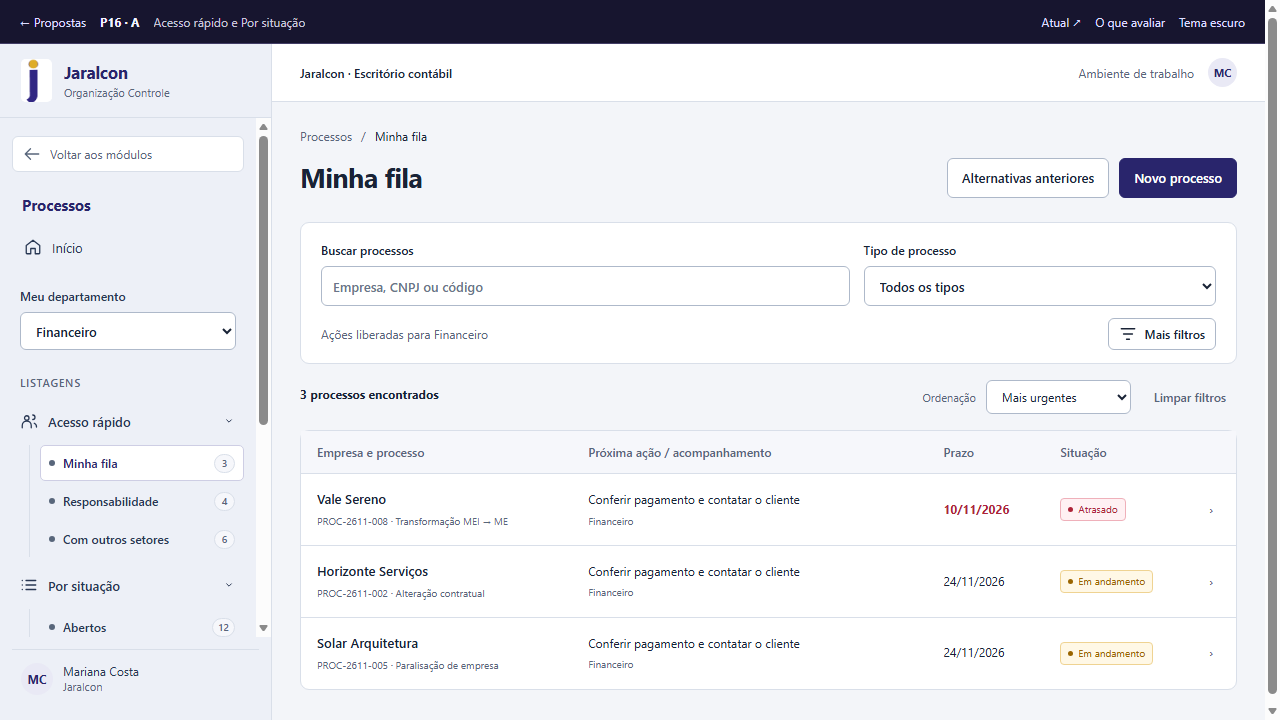 ← Propostas P16 · A Acesso rápido e Por situação Atual ↗ O que avaliar Tema escuro
Jaralcon
Organização Controle
Jaralcon · Escritório contábil
Ambiente de trabalho MC
Voltar aos módulos
Processos
Início
Meu departamento
Financeiro
LISTAGENS
Acesso rápido
Minha fila 3
Responsabilidade 4
Com outros setores 6
Por situação
Abertos 12
MC Mariana Costa
Jaralcon
Processos / Minha fila
Minha fila
Alternativas anteriores
Novo processo
Buscar processos
Empresa, CNPJ ou código
Tipo de processo
Todos os tipos
Ações liberadas para Financeiro
Mais filtros
3 processos encontrados
Ordenação Mais urgentes Limpar filtros
Empresa e processo Próxima ação / acompanhamento Prazo Situação
Vale Sereno
PROC-2611-008 · Transformação MEI → ME
Conferir pagamento e contatar o cliente
Financeiro
10/11/2026
Atrasado
Horizonte Serviços
PROC-2611-002 · Alteração contratual
Conferir pagamento e contatar o cliente
Financeiro
24/11/2026
Em andamento
Solar Arquitetura
PROC-2611-005 · Paralisação de empresa
Conferir pagamento e contatar o cliente
Financeiro
24/11/2026
Em andamento